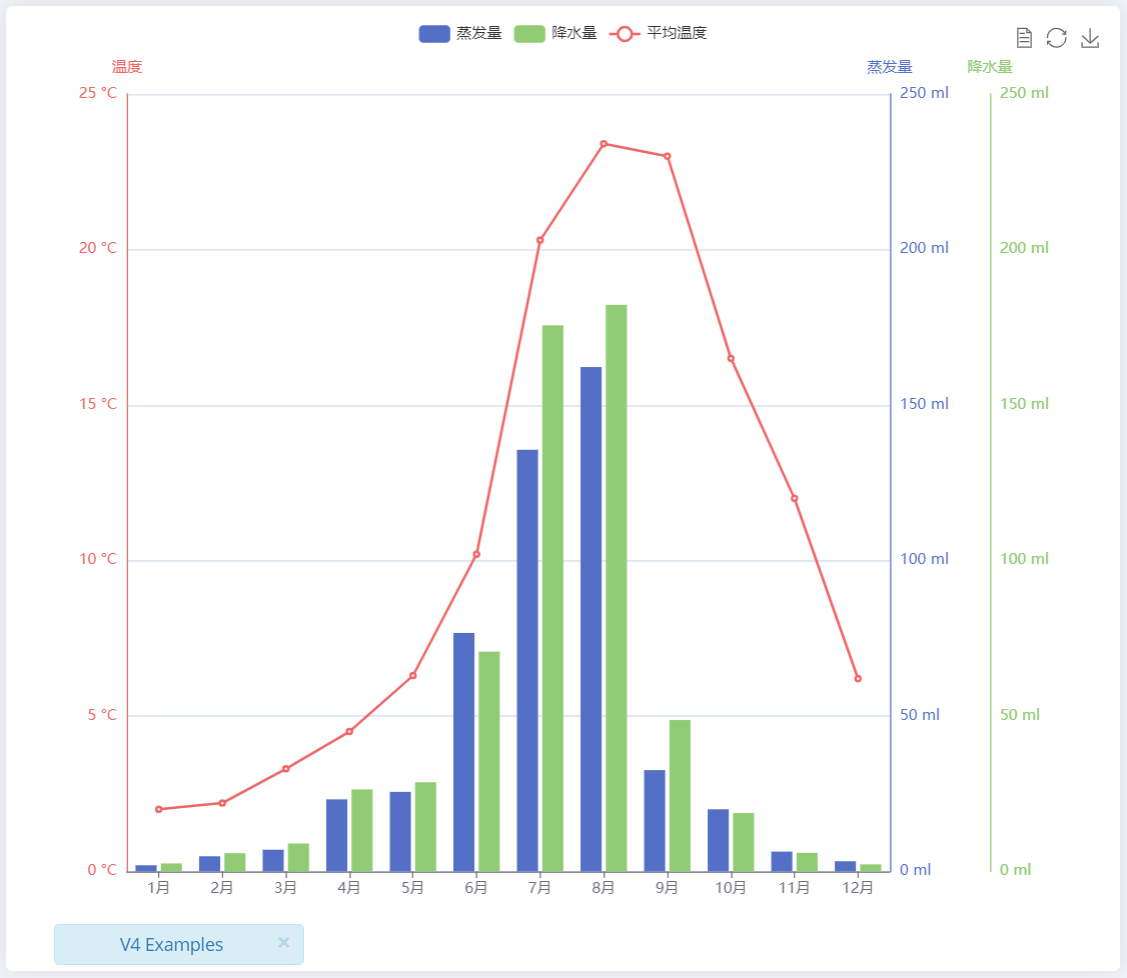 蒸发量 降水量 平均温度
温度 蒸发量 降水量
25 °C 250 ml 250 ml
20 °C 200 ml 200 ml
15 °C 150 ml 150 ml
10 °C 100 ml 100 ml
5 °C 50 ml 50 ml
0 °C 0 ml 0 ml
1月 2月 3月 4月 5月 6月 7月 8月 9月 10月 11月 12月
V4 Examples ×